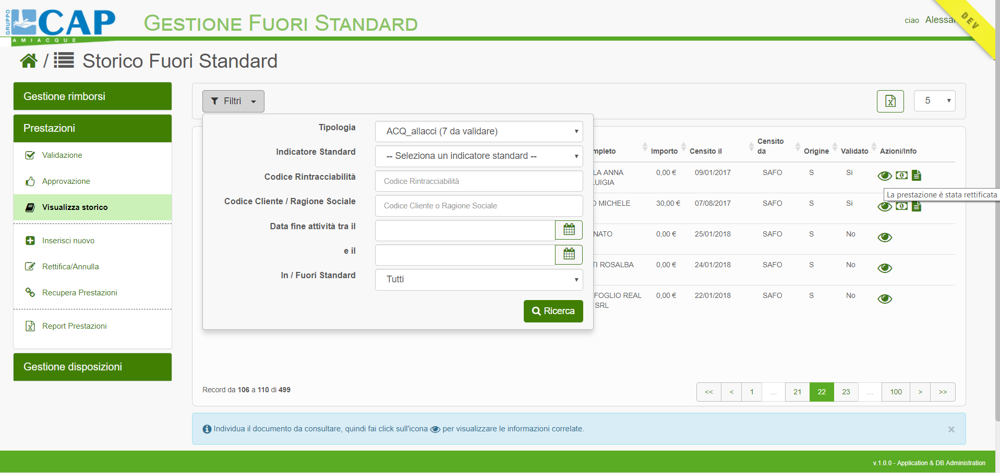 GRUPPO
CAP
AMIACQUE
GESTIONE FUORI STANDARD
ciao Alessa
DEV
/ Storico Fuori Standard
Gestione rimborsi
Prestazioni
Validazione
Approvazione
Visualizza storico
Inserisci nuovo
Rettifica/Annulla
Recupera Prestazioni
Report Prestazioni
Gestione disposizioni
Filtri
5
Tipologia ACQ_allacci (7 da validare)
Indicatore Standard -- Seleziona un indicatore standard --
Codice Rintracciabilità Codice Rintracciabilità
Codice Cliente / Ragione Sociale Codice Cliente o Ragione Sociale
Data fine attività tra il
e il
In / Fuori Standard Tutti
Ricerca
mpleto Importo Censito il Censito da Origine Validato Azioni/Info
LA ANNA 0,00 € 09/01/2017 SAFO S Si
LUIGIA
La prestazione è stata rettificata
O MICHELE 30,00 € 07/08/2017 SAFO S Si
NATO 0,00 € 25/01/2018 SAFO S No
TI ROSALBA 0,00 € 24/01/2018 SAFO S No
FOGLIO REAL 0,00 € 22/01/2018 SAFO S No
SRL
Record da 106 a 110 di 499
<< < 1 ... 21 22 23 ... 100 > >>
Individua il documento da consultare, quindi fai click sull'icona per visualizzare le informazioni correlate. ×
v.1.0.0 - Application & DB Administration